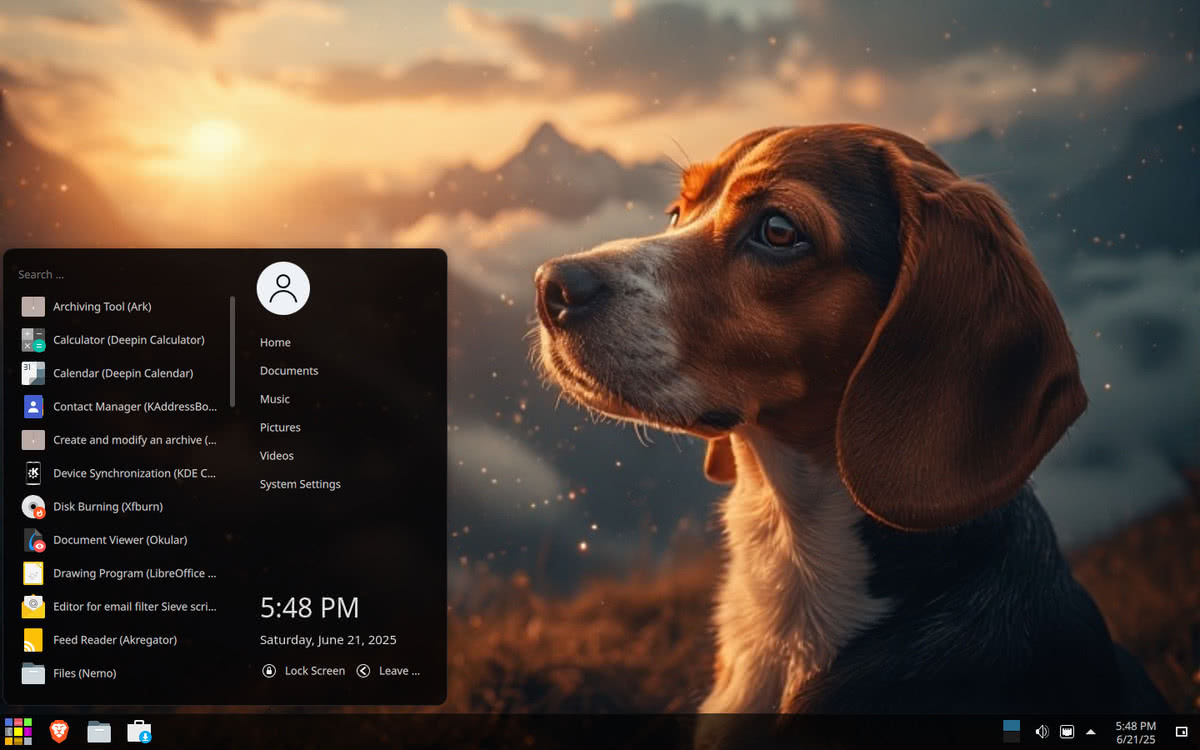 Search ...
Archiving Tool (Ark)
Calculator (Deepin Calculator)
Calendar (Deepin Calendar)
Contact Manager (KAddressBo...
Create and modify an archive (...
Device Synchronization (KDE C...
Disk Burning (Xfburn)
Document Viewer (Okular)
Drawing Program (LibreOffice ...
Editor for email filter Sieve scri...
Feed Reader (Akregator)
Files (Nemo)
Home
Documents
Music
Pictures
Videos
System Settings
5:48 PM
Saturday, June 21, 2025
Lock Screen
Leave ...
5:48 PM
6/21/25